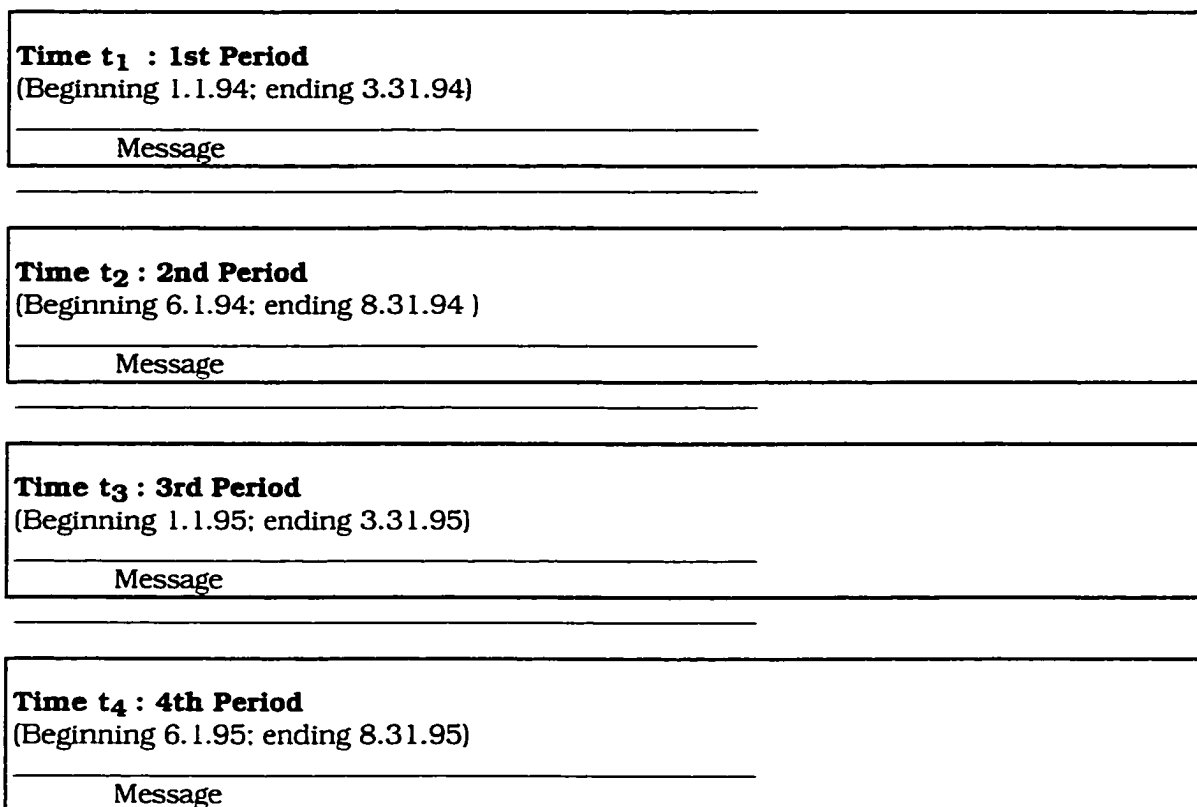 Time t1 : 1st Period
(Beginning 1.1.94; ending 3.31.94)
Message
Time t2 : 2nd Period
(Beginning 6.1.94; ending 8.31.94 )
Message
Time t3 : 3rd Period
(Beginning 1.1.95; ending 3.31.95)
Message
Time t4 : 4th Period
(Beginning 6.1.95; ending 8.31.95)
Message